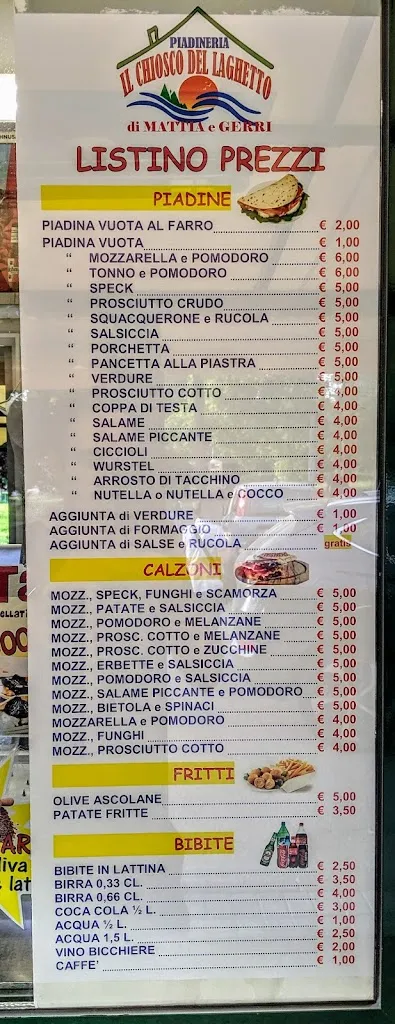 PIADINERIA
IL CHIOSCO DEL LAGHETTO
di MATTIA e GERRI
LISTINO PREZZI
PIADINE
PIADINA VUOTA AL FARRO € 2,00
PIADINA VUOTA € 1,00
" MOZZARELLA e POMODORO € 6,00
" TONNO e POMODORO € 6,00
" SPECK € 5,00
" PROSCIUTTO CRUDO € 5,00
" SQUACQUERONE e RUCOLA € 5,00
" SALSICCIA € 5,00
" PORCHETTA € 5,00
" PANCETTA ALLA PIASTRA € 5,00
" VERDURE € 5,00
" PROSCIUTTO COTTO € 4,00
" COPPA DI TESTA € 4,00
" SALAME € 4,00
" SALAME PICCANTE € 4,00
" CICCIOLI € 4,00
" WURSTEL € 4,00
" ARROSTO DI TACCHINO € 4,00
" NUTELLA o NUTELLA e COCCO € 4,00
AGGIUNTA di VERDURE € 1,00
AGGIUNTA di FORMAGGIO € 1,00
AGGIUNTA di SALSE e RUCOLA gratis
CALZONI
MOZZ., SPECK, FUNGHI e SCAMORZA € 5,00
MOZZ., PATATE e SALSICCIA € 5,00
MOZZ., POMODORO e MELANZANE € 5,00
MOZZ., PROSC. COTTO e MELANZANE € 5,00
MOZZ., PROSC. COTTO e ZUCCHINE € 5,00
MOZZ., ERBETTE e SALSICCIA € 5,00
MOZZ., POMODORO e SALSICCIA € 5,00
MOZZ., SALAME PICCANTE e POMODORO € 5,00
MOZZ., BIETOLA e SPINACI € 5,00
MOZZARELLA e POMODORO € 4,00
MOZZ., FUNGHI € 4,00
MOZZ., PROSCIUTTO COTTO € 4,00
FRITTI
OLIVE ASCOLANE € 5,00
PATATE FRITTE € 3,50
BIBITE
BIBITE IN LATTINA € 2,50
BIRRA 0,33 CL. € 3,50
BIRRA 0,66 CL. € 4,00
COCA COLA ½ L. € 3,00
ACQUA ½ L. € 1,00
ACQUA 1,5 L. € 2,50
VINO BICCHIERE € 2,00
CAFFE' € 1,00